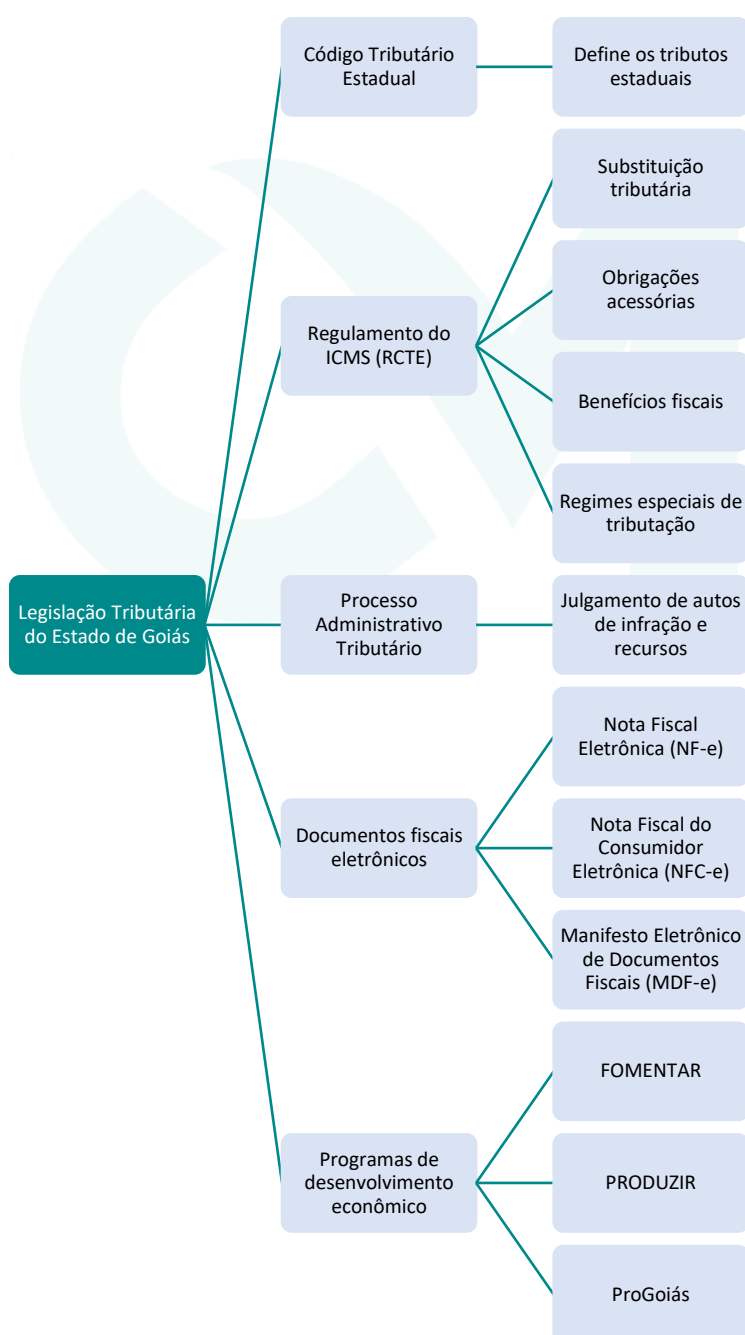 Legislação Tributária
do Estado de Goiás
Código Tributário
Estadual
Define os tributos
estaduais
Regulamento do
ICMS (RCTE)
Substituição
tributária
Obrigações
acessórias
Benefícios fiscais
Regimes especiais de
tributação
Processo
Administrativo
Tributário
Julgamento de autos
de infração e
recursos
Documentos fiscais
eletrônicos
Nota Fiscal
Eletrônica (NF-e)
Nota Fiscal do
Consumidor
Eletrônica (NFC-e)
Manifesto Eletrônico
de Documentos
Fiscais (MDF-e)
Programas de
desenvolvimento
econômico
FOMENTAR
PRODUZIR
ProGoiás